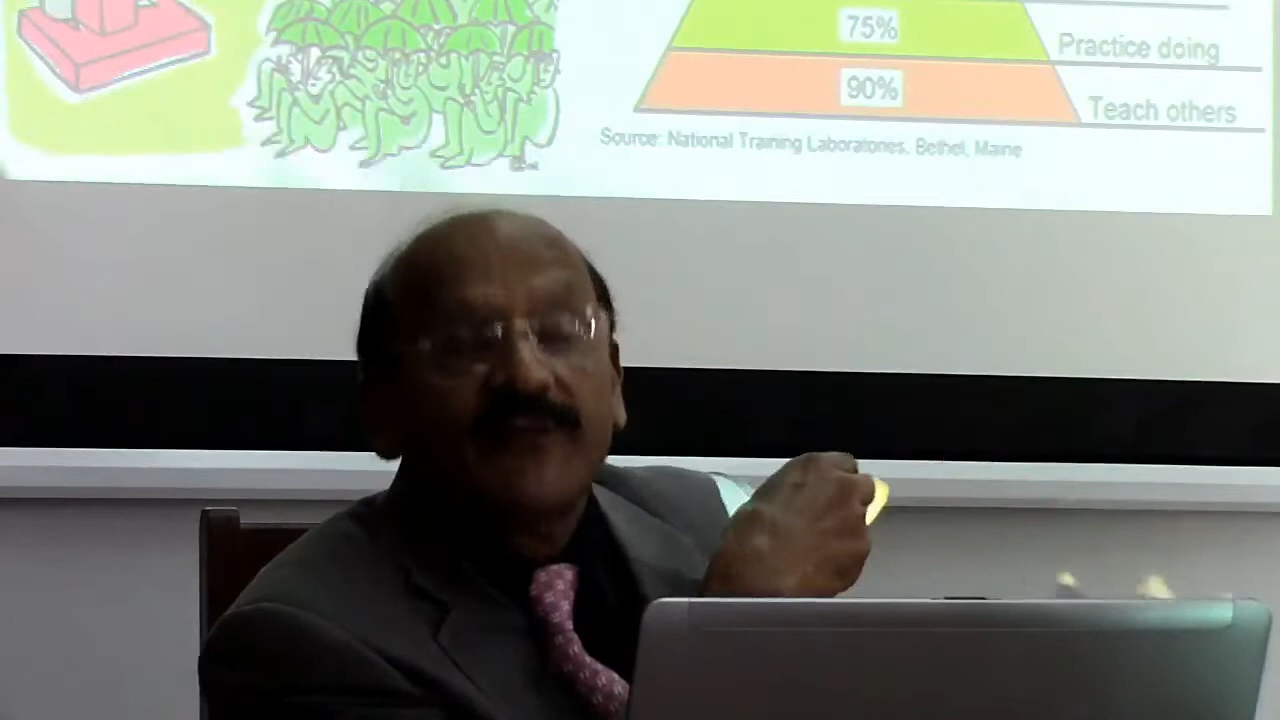 75%
Practice doing
90%
Teach others
Source: National Training Laboratories, Bethel, Maine